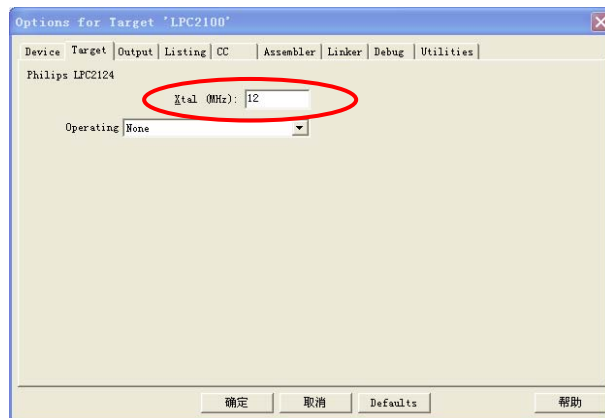 Options for Target 'LPC2100'
Device Target Output Listing CC Assembler Linker Debug Utilities
Philips LPC2124
Xtal (MHz): 12
Operating None
确定 取消 Defaults 帮助